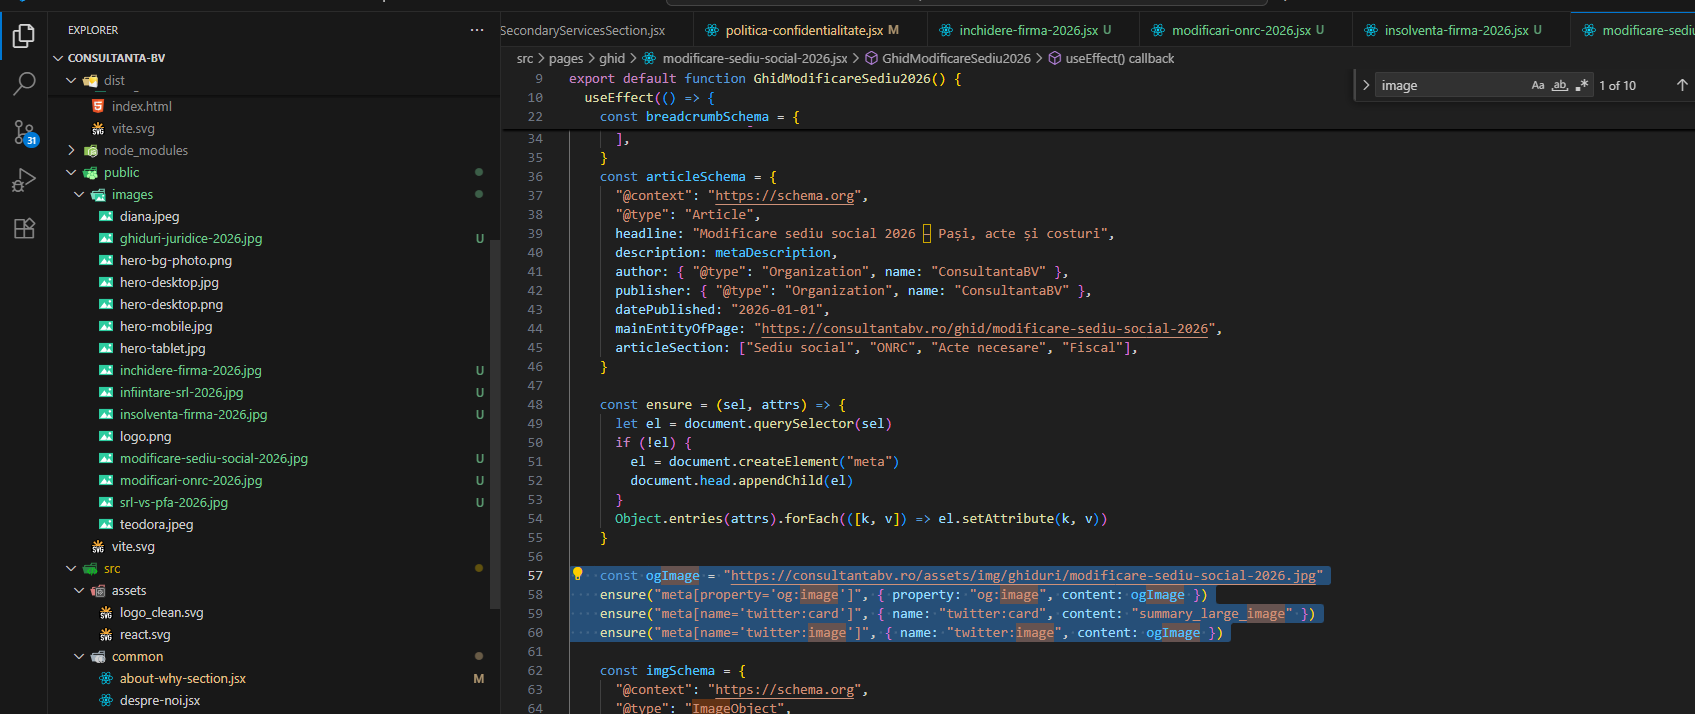 EXPLORER
···
CONSULTANTA-BV
dist
index.html
vite.svg
node_modules
public
images
diana.jpeg
ghiduri-juridice-2026.jpg U
hero-bg-photo.png
hero-desktop.jpg
hero-desktop.png
hero-mobile.jpg
hero-tablet.jpg
inchidere-firma-2026.jpg U
infiintare-srl-2026.jpg U
insolventa-firma-2026.jpg U
logo.png
modificare-sediu-social-2026.jpg U
modificari-onrc-2026.jpg U
srl-vs-pfa-2026.jpg U
teodora.jpeg
vite.svg
src
assets
logo_clean.svg
react.svg
common
about-why-section.jsx M
despre-noi.jsx
31
SecondaryServicesSection.jsx politica-confidentialitate.jsx M inchidere-firma-2026.jsx U modificari-onrc-2026.jsx U insolventa-firma-2026.jsx U modificare-sediu
src > pages > ghid > modificare-sediu-social-2026.jsx > GhidModificareSediu2026 > useEffect() callback
image Aa ab .* 1 of 10
9 export default function GhidModificareSediu2026() {
10 useEffect(() => {
22 const breadcrumbSchema = {
34 ],
35 }
36 const articleSchema = {
37 "@context": "https://schema.org",
38 "@type": "Article",
39 headline: "Modificare sediu social 2026 – Pași, acte și costuri",
40 description: metaDescription,
41 author: { "@type": "Organization", name: "ConsultantaBV" },
42 publisher: { "@type": "Organization", name: "ConsultantaBV" },
43 datePublished: "2026-01-01",
44 mainEntityOfPage: "https://consultantabv.ro/ghid/modificare-sediu-social-2026",
45 articleSection: ["Sediu social", "ONRC", "Acte necesare", "Fiscal"],
46 }
47
48 const ensure = (sel, attrs) => {
49 let el = document.querySelector(sel)
50 if (!el) {
51 el = document.createElement("meta")
52 document.head.appendChild(el)
53 }
54 Object.entries(attrs).forEach(([k, v]) => el.setAttribute(k, v))
55 }
56
57 const ogImage = "https://consultantabv.ro/assets/img/ghiduri/modificare-sediu-social-2026.jpg"
58 ensure("meta[property='og:image']", { property: "og:image", content: ogImage })
59 ensure("meta[name='twitter:card']", { name: "twitter:card", content: "summary_large_image" })
60 ensure("meta[name='twitter:image']", { name: "twitter:image", content: ogImage })
61
62 const imgSchema = {
63 "@context": "https://schema.org",
64 "@type": "ImageObject",